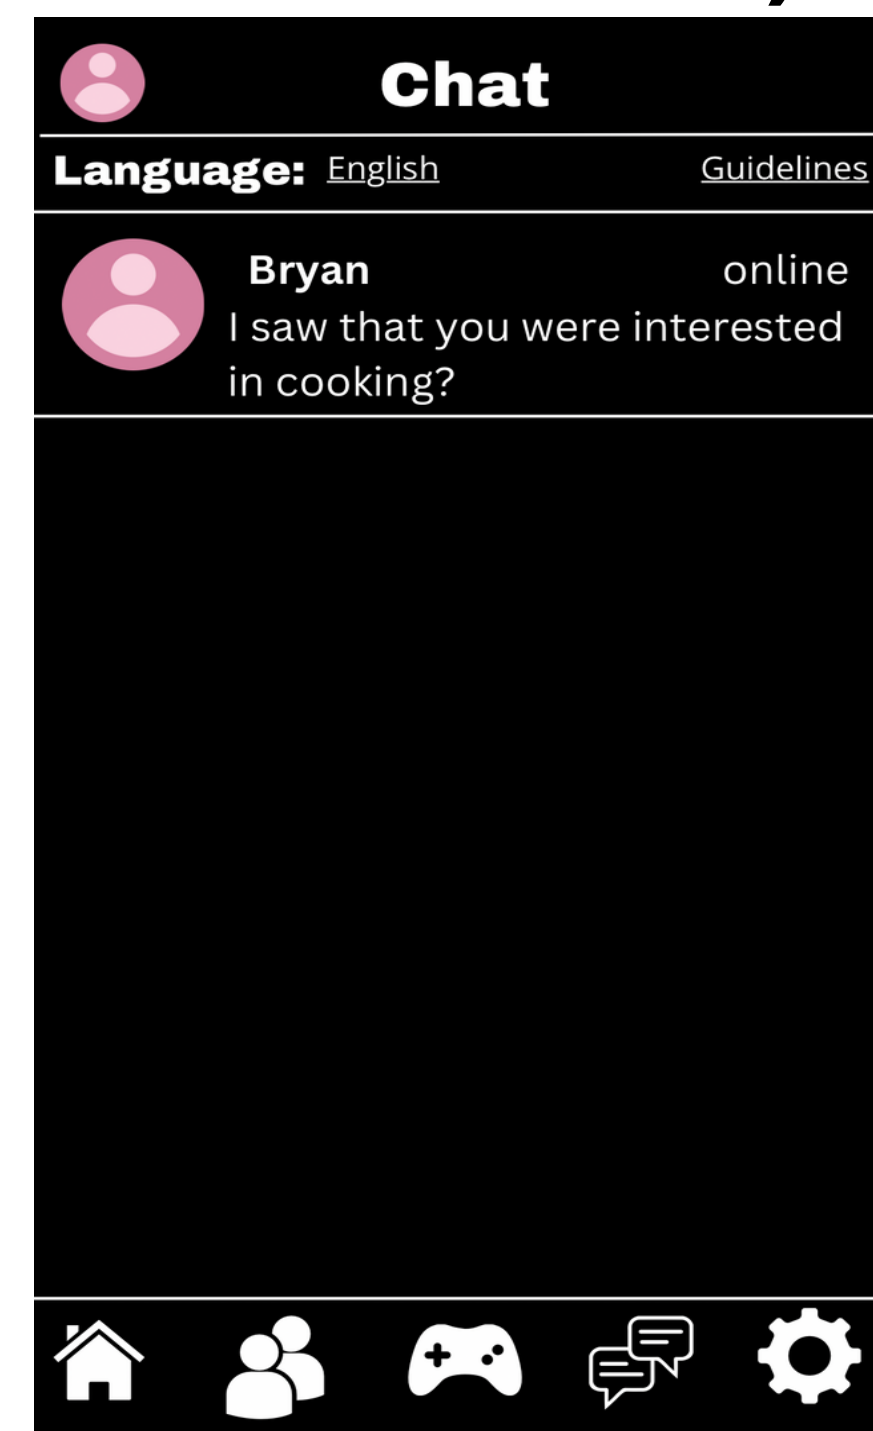 Chat
Language: English Guidelines
Bryan online
I saw that you were interested
in cooking?